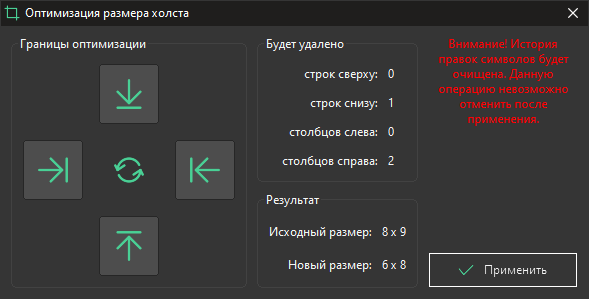 Оптимизация размера холста
Границы оптимизации
Будет удалено
строк сверху: 0
строк снизу: 1
столбцов слева: 0
столбцов справа: 2
Результат
Исходный размер: 8 x 9
Новый размер: 6 x 8
Внимание! История
правок символов будет
очищена. Данную
операцию невозможно
отменить после
применения.
Применить